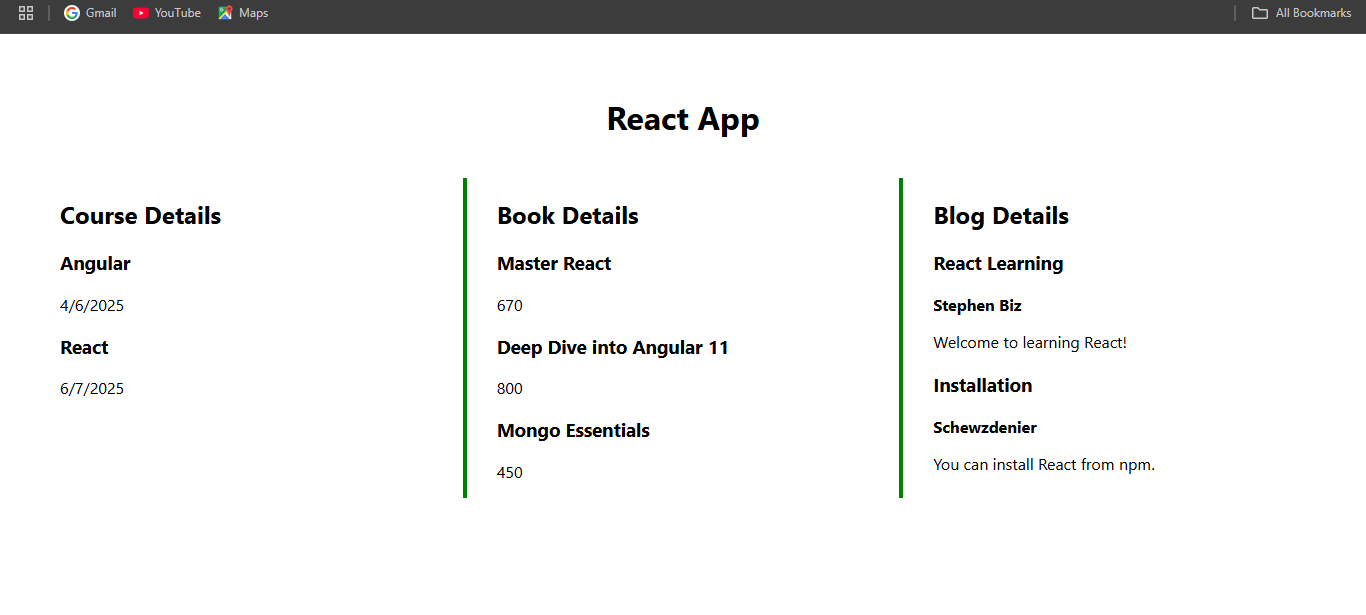 Gmail YouTube Maps All Bookmarks
React App
Course Details
Angular
4/6/2025
React
6/7/2025
Book Details
Master React
670
Deep Dive into Angular 11
800
Mongo Essentials
450
Blog Details
React Learning
Stephen Biz
Welcome to learning React!
Installation
Schewzdenier
You can install React from npm.